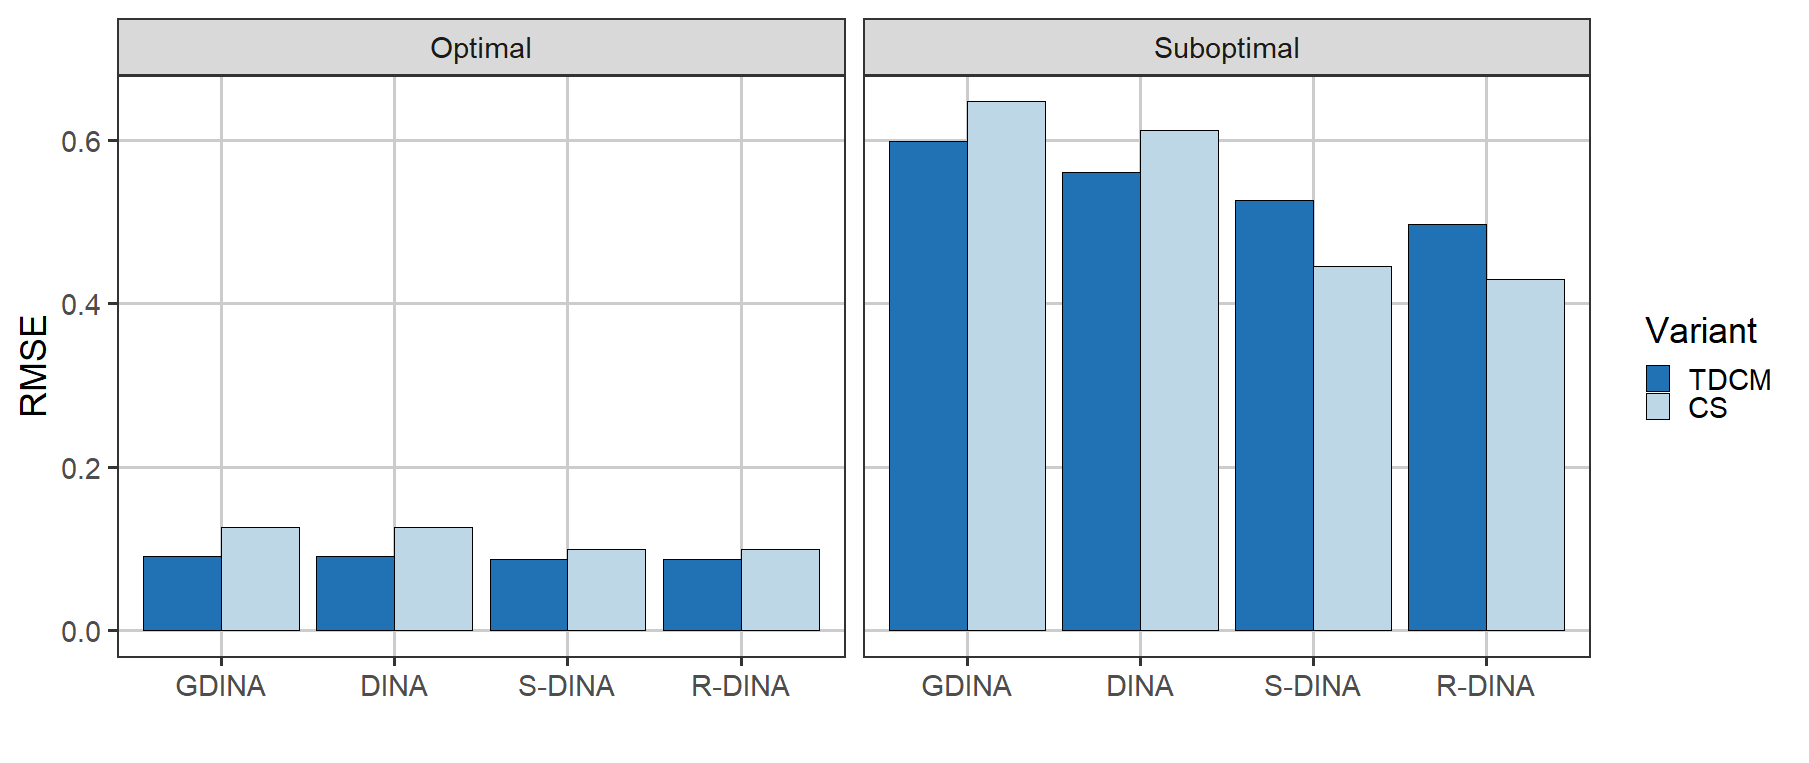 Optimal
Suboptimal
RMSE
0.6
0.4
0.2
0.0
GDINA
DINA
S-DINA
R-DINA
GDINA
DINA
S-DINA
R-DINA
Variant
TDCM
CS